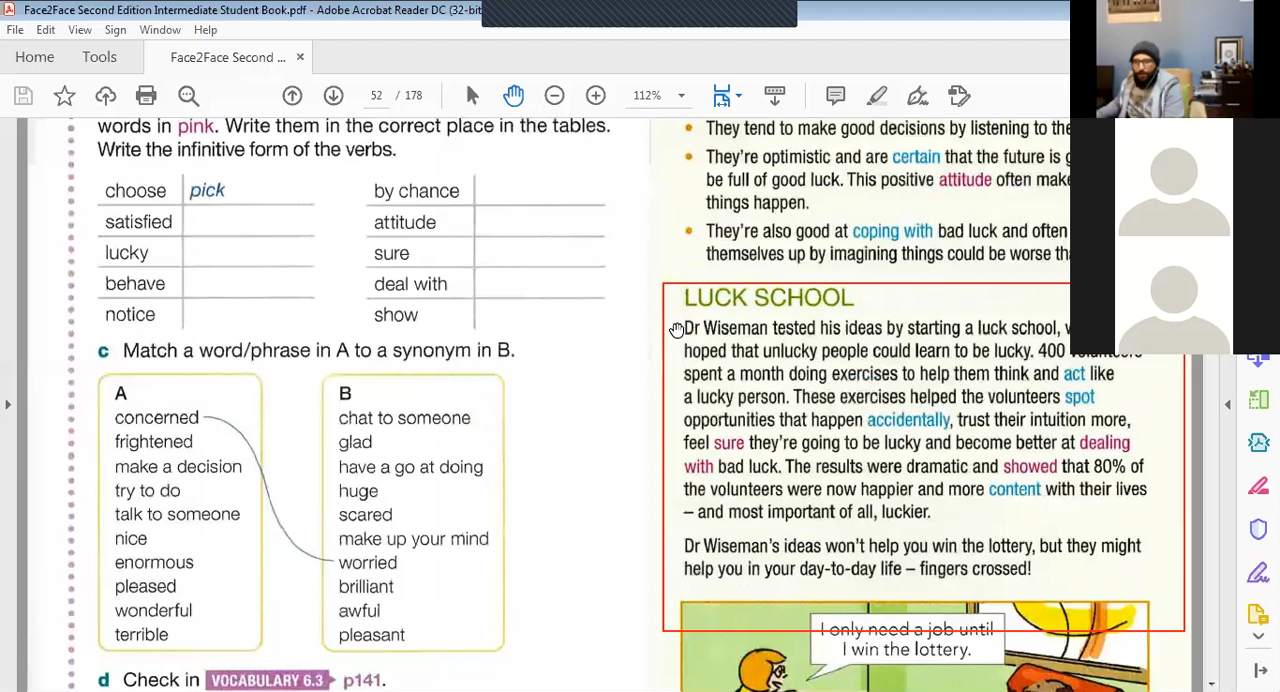 Face2Face Second Edition Intermediate Student Book.pdf - Adobe Acrobat Reader DC (32-bit
File Edit View Sign Window Help
Home Tools Face2Face Second ... ×
52 / 178 112%
words in pink. Write them in the correct place in the tables.
Write the infinitive form of the verbs.
choose pick by chance
satisfied attitude
lucky sure
behave deal with
notice show
c Match a word/phrase in A to a synonym in B.
A
concerned
frightened
make a decision
try to do
talk to someone
nice
enormous
pleased
wonderful
terrible
B
chat to someone
glad
have a go at doing
huge
scared
make up your mind
worried
brilliant
awful
pleasant
d Check in VOCABULARY 6.3 p141.
• They tend to make good decisions by listening to
• They're optimistic and are certain that the future is
be full of good luck. This positive attitude often
things happen.
• They're also good at coping with bad luck and often
themselves up by imagining things could be worse
LUCK SCHOOL
Dr Wiseman tested his ideas by starting a luck school,
hoped that unlucky people could learn to be lucky. 400 volunteers
spent a month doing exercises to help them think and act like
a lucky person. These exercises helped the volunteers spot
opportunities that happen accidentally, trust their intuition more,
feel sure they're going to be lucky and become better at dealing
with bad luck. The results were dramatic and showed that 80% of
the volunteers were now happier and more content with their lives
– and most important of all, luckier.
Dr Wiseman's ideas won't help you win the lottery, but they might
help you in your day-to-day life – fingers crossed!
I only need a job until
I win the lottery.